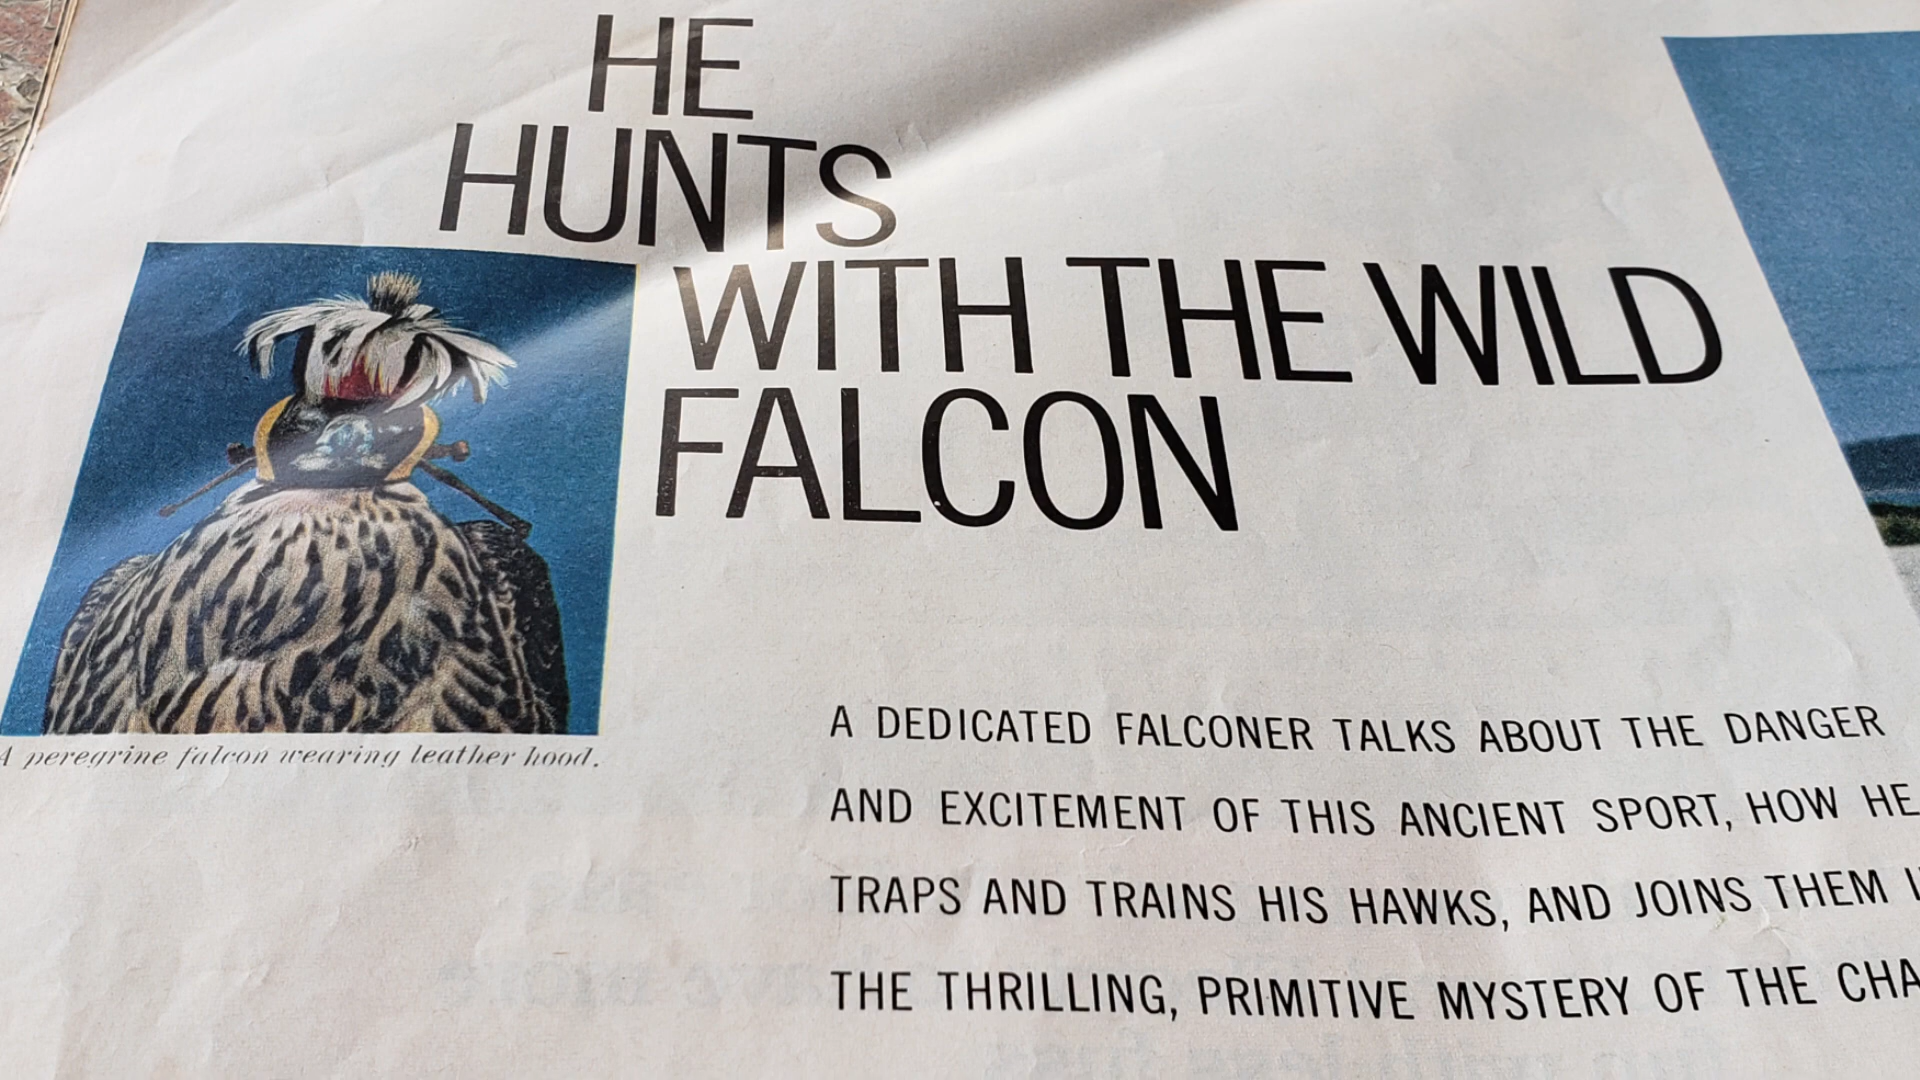 HE
HUNTS
WITH THE WILD
FALCON
A peregrine falcon wearing leather hood.
A DEDICATED FALCONER TALKS ABOUT THE DANGER
AND EXCITEMENT OF THIS ANCIENT SPORT, HOW HE
TRAPS AND TRAINS HIS HAWKS, AND JOINS THEM
THE THRILLING, PRIMITIVE MYSTERY OF THE